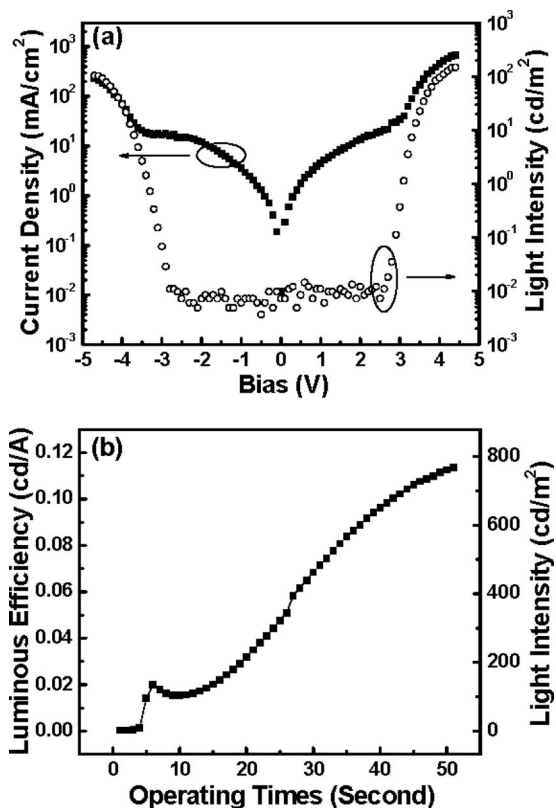 (a)
Current Density (mA/cm²)
10³
10²
10¹
10⁰
10⁻¹
10⁻²
10⁻³
Light Intensity (cd/m²)
10³
10²
10¹
10⁰
10⁻¹
10⁻²
10⁻³
-5 -4 -3 -2 -1 0 1 2 3 4 5
Bias (V)
(b)
Luminous Efficiency (cd/A)
0.12
0.10
0.08
0.06
0.04
0.02
0.00
Light Intensity (cd/m²)
800
600
400
200
0
0 10 20 30 40 50
Operating Times (Second)